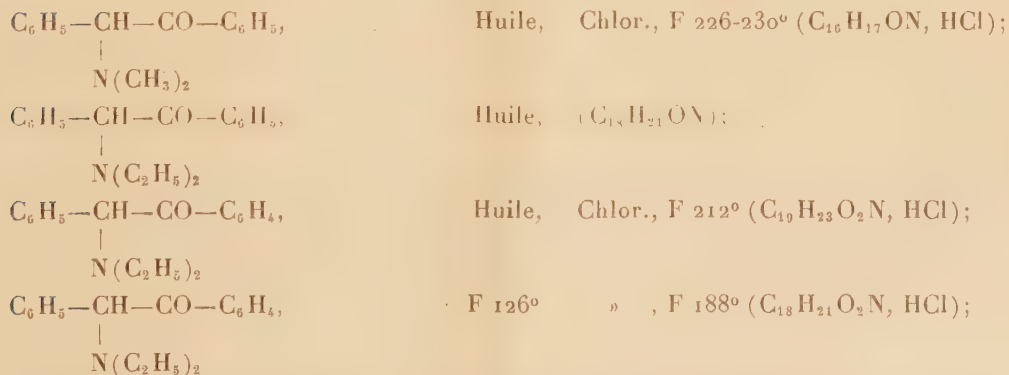 C₆H₅—CH—CO—C₆H₅, Huile, Chlor., F 226-230° (C₁₆H₁₇ON, HCl);
|
N(CH₃)₂
C₆H₅—CH—CO—C₆H₅, Huile, (C₁₈H₂₁ON);
|
N(C₂H₅)₂
C₆H₅—CH—CO—C₆H₄, Huile, Chlor., F 212° (C₁₉H₂₃O₂N, HCl);
|
N(C₂H₅)₂
C₆H₅—CH—CO—C₆H₄, F 126° » , F 188° (C₁₈H₂₁O₂N, HCl);
|
N(C₂H₅)₂